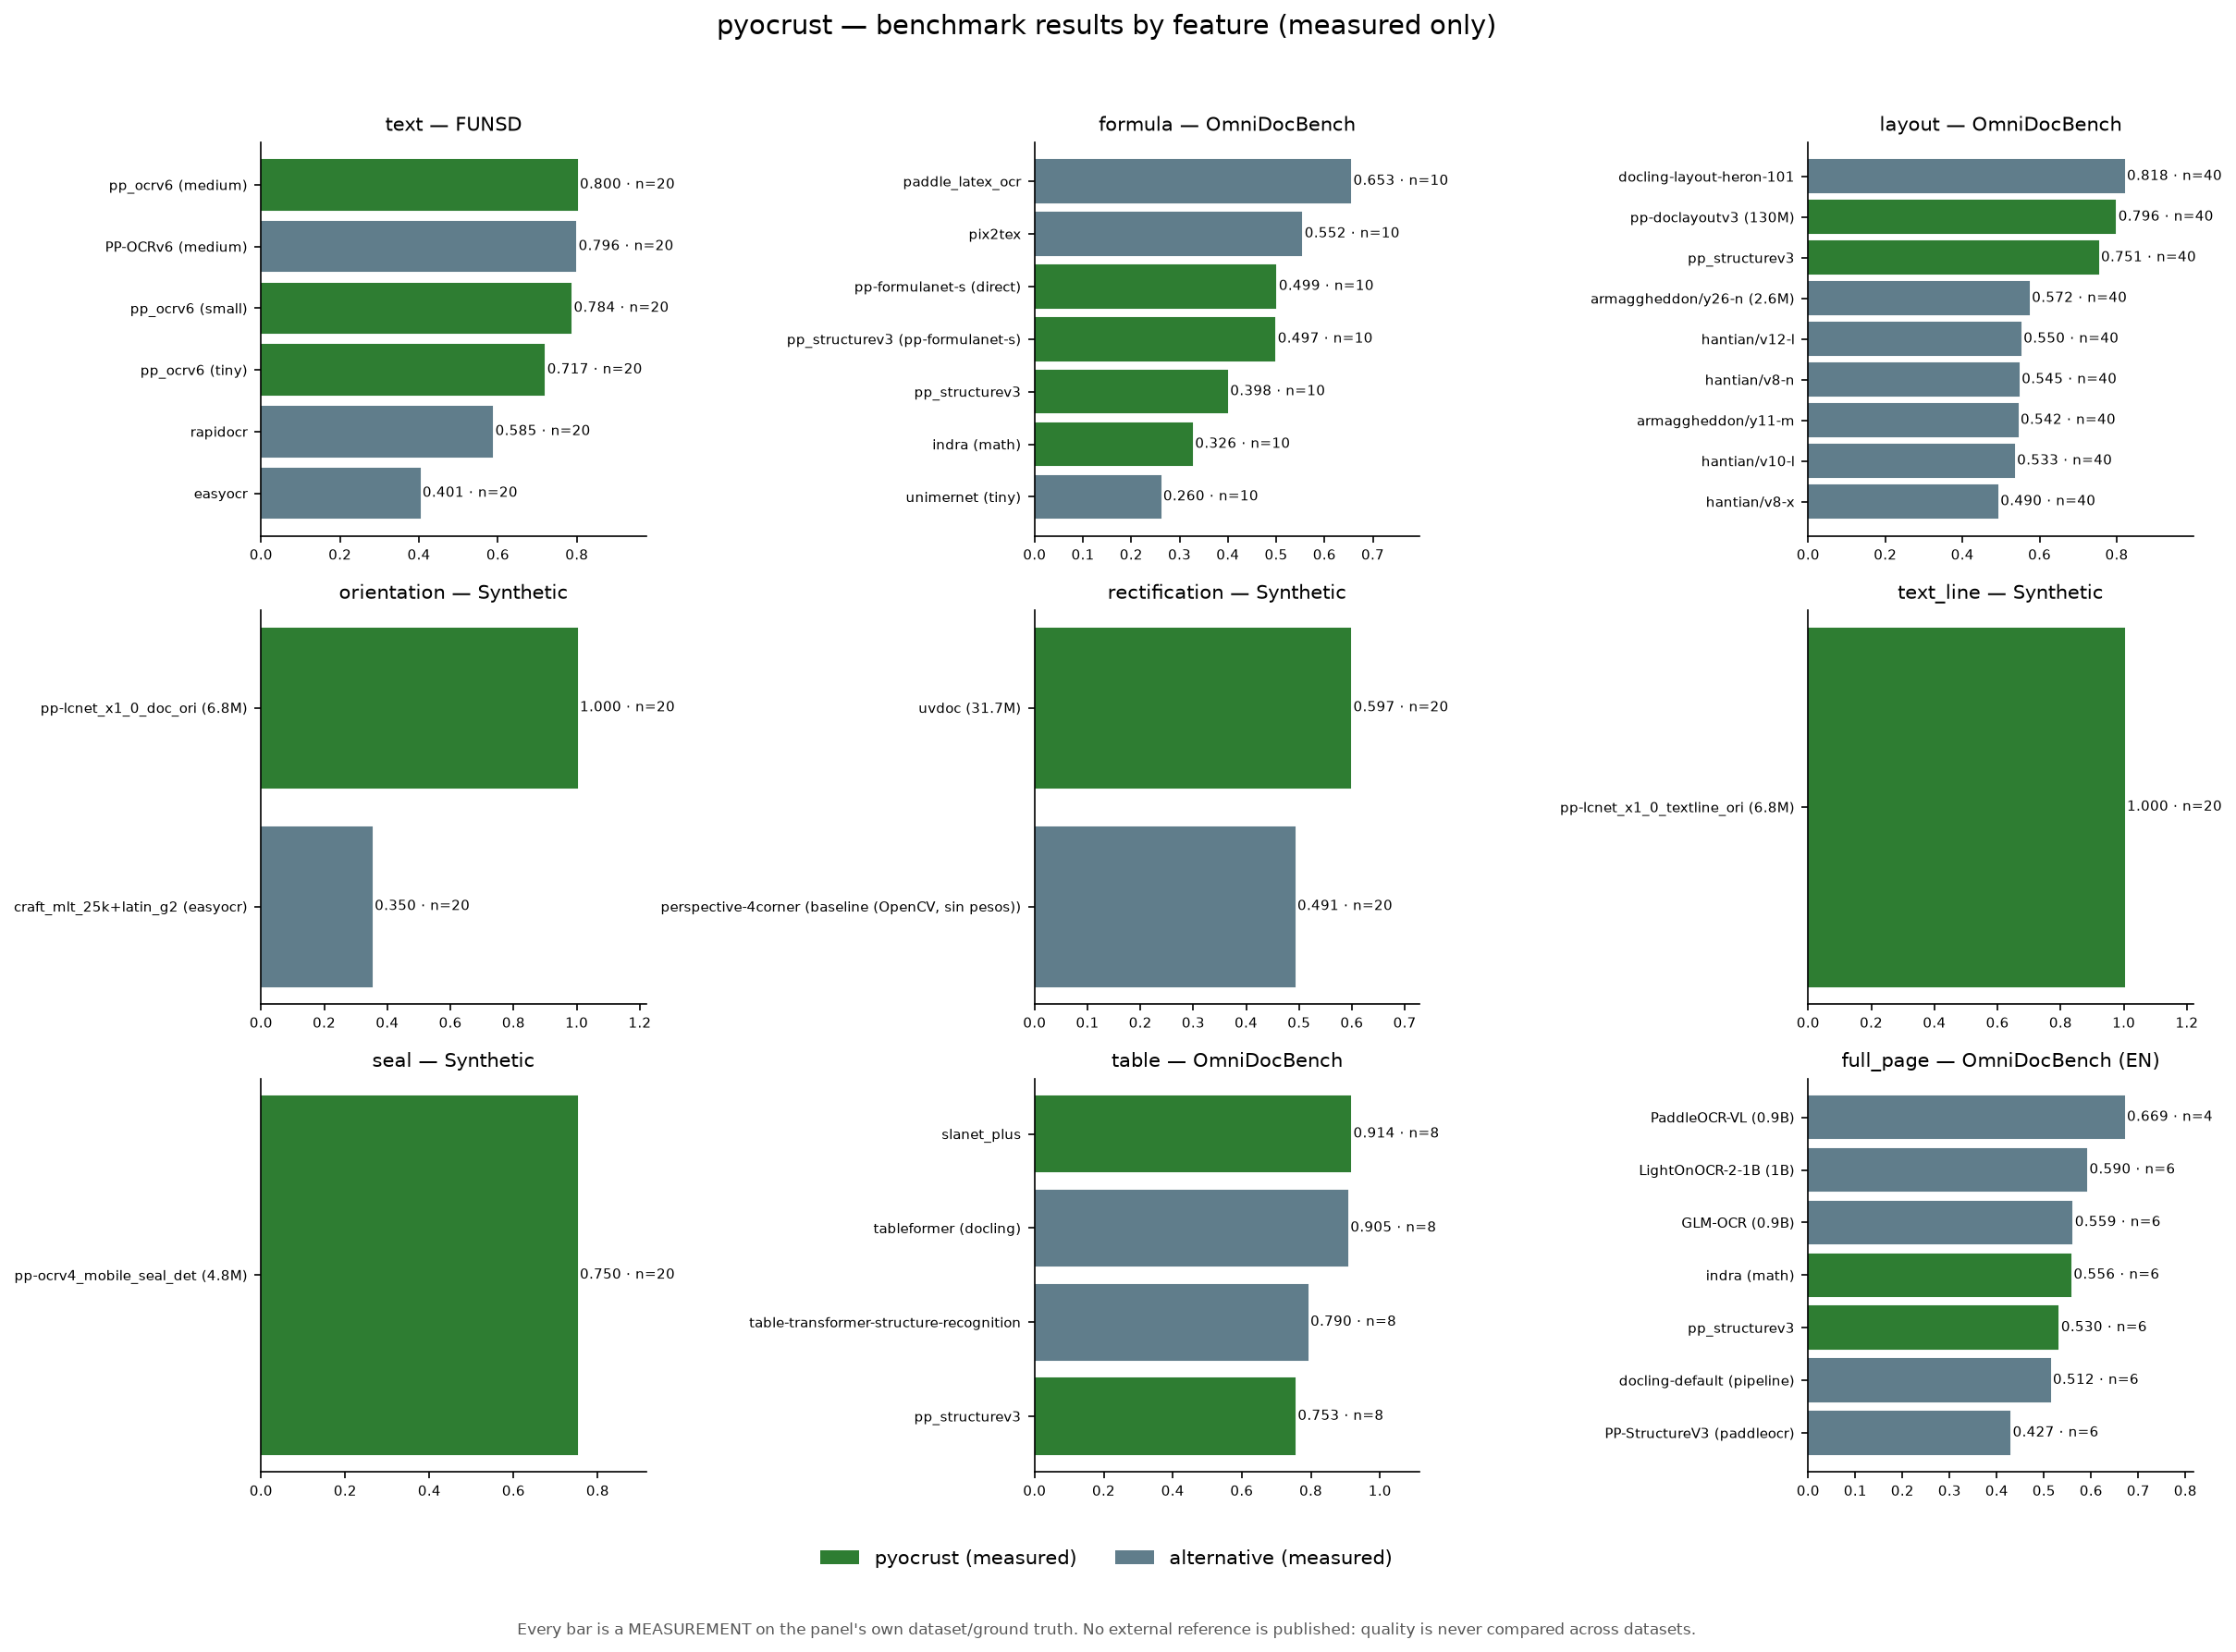 pyocrust — benchmark results by feature (measured only)
text — FUNSD
pp_ocrv6 (medium)
0.800 · n=20
PP-OCRv6 (medium)
0.796 · n=20
pp_ocrv6 (small)
0.784 · n=20
pp_ocrv6 (tiny)
0.717 · n=20
rapidocr
0.585 · n=20
easyocr
0.401 · n=20
0.0 0.2 0.4 0.6 0.8
formula — OmniDocBench
paddle_latex_ocr
0.653 · n=10
pix2tex
0.552 · n=10
pp-formulanet-s (direct)
0.499 · n=10
pp_structurev3 (pp-formulanet-s)
0.497 · n=10
pp_structurev3
0.398 · n=10
indra (math)
0.326 · n=10
unimernet (tiny)
0.260 · n=10
0.0 0.1 0.2 0.3 0.4 0.5 0.6 0.7
layout — OmniDocBench
docling-layout-heron-101
0.818 · n=40
pp-doclayoutv3 (130M)
0.796 · n=40
pp_structurev3
0.751 · n=40
armaggheddon/y26-n (2.6M)
0.572 · n=40
hantian/v12-l
0.550 · n=40
hantian/v8-n
0.545 · n=40
armaggheddon/y11-m
0.542 · n=40
hantian/v10-l
0.533 · n=40
hantian/v8-x
0.490 · n=40
0.0 0.2 0.4 0.6 0.8
orientation — Synthetic
pp-lcnet_x1_0_doc_ori (6.8M)
1.000 · n=20
craft_mlt_25k+latin_g2 (easyocr)
0.350 · n=20
0.0 0.2 0.4 0.6 0.8 1.0 1.2
rectification — Synthetic
uvdoc (31.7M)
0.597 · n=20
perspective-4corner (baseline (OpenCV, sin pesos))
0.491 · n=20
0.0 0.1 0.2 0.3 0.4 0.5 0.6 0.7
text_line — Synthetic
pp-lcnet_x1_0_textline_ori (6.8M)
1.000 · n=20
0.0 0.2 0.4 0.6 0.8 1.0 1.2
seal — Synthetic
pp-ocrv4_mobile_seal_det (4.8M)
0.750 · n=20
0.0 0.2 0.4 0.6 0.8
table — OmniDocBench
slanet_plus
0.914 · n=8
tableformer (docling)
0.905 · n=8
table-transformer-structure-recognition
0.790 · n=8
pp_structurev3
0.753 · n=8
0.0 0.2 0.4 0.6 0.8 1.0
full_page — OmniDocBench (EN)
PaddleOCR-VL (0.9B)
0.669 · n=4
LightOnOCR-2-1B (1B)
0.590 · n=6
GLM-OCR (0.9B)
0.559 · n=6
indra (math)
0.556 · n=6
pp_structurev3
0.530 · n=6
docling-default (pipeline)
0.512 · n=6
PP-StructureV3 (paddleocr)
0.427 · n=6
0.0 0.1 0.2 0.3 0.4 0.5 0.6 0.7 0.8
pyocrust (measured)
alternative (measured)
Every bar is a MEASUREMENT on the panel's own dataset/ground truth. No external reference is published: quality is never compared across datasets.